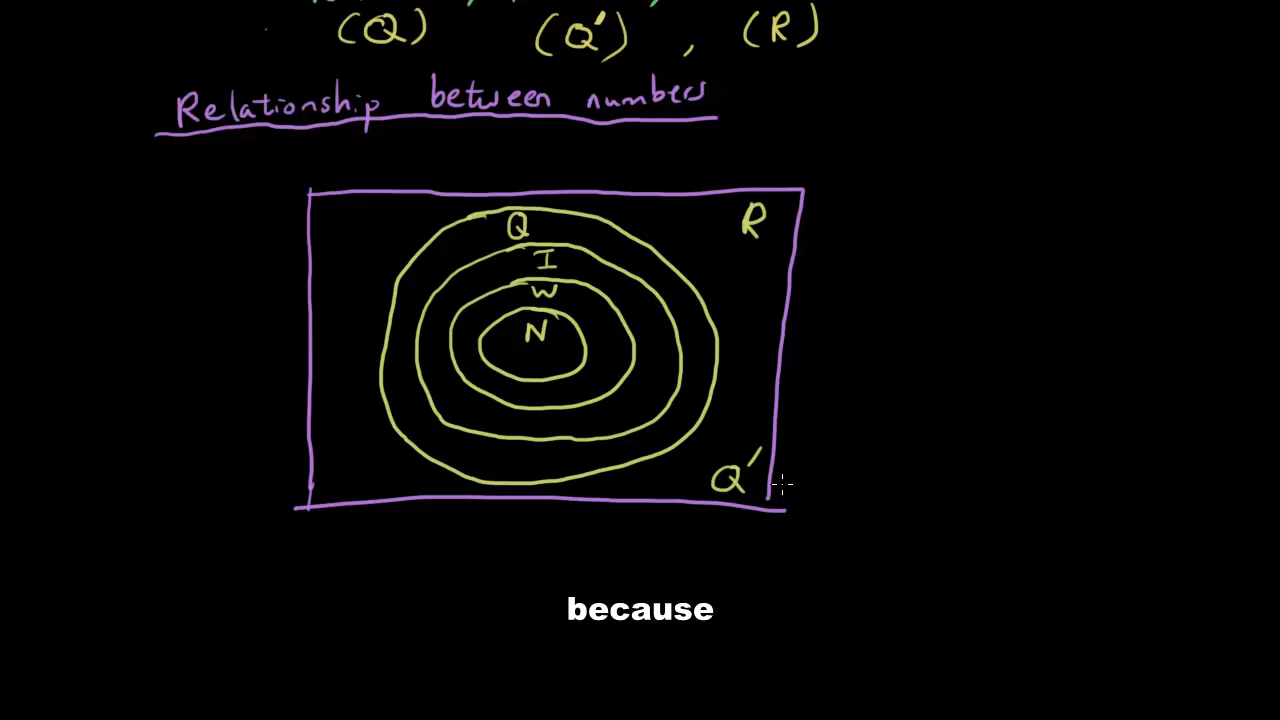 (Q) (Q') , (R)
Relationship between numbers
Q
R
I
W
N
Q'
because